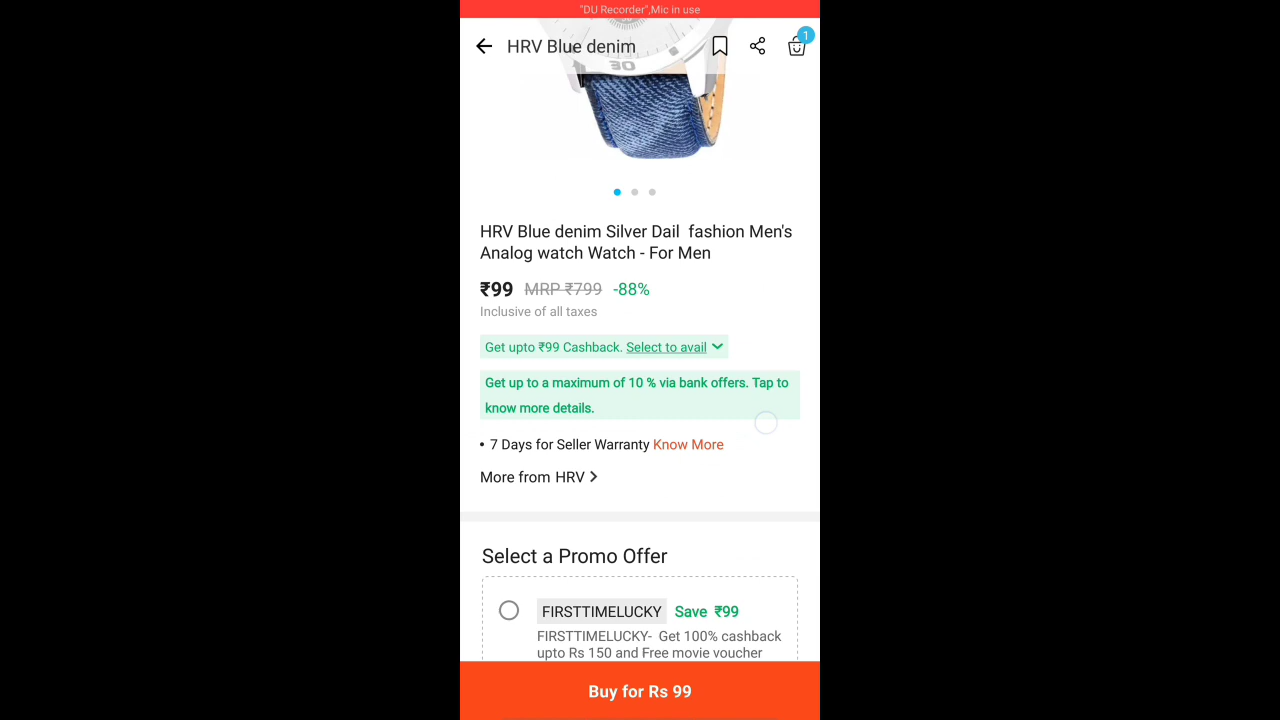 "DU Recorder",Mic in use
HRV Blue denim
1
30
HRV Blue denim Silver Dail fashion Men's
Analog watch Watch - For Men
₹99 MRP ₹799 -88%
Inclusive of all taxes
Get upto ₹99 Cashback. Select to avail
Get up to a maximum of 10 % via bank offers. Tap to
know more details.
• 7 Days for Seller Warranty Know More
More from HRV
Select a Promo Offer
FIRSTTIMELUCKY Save ₹99
FIRSTTIMELUCKY- Get 100% cashback
upto Rs 150 and Free movie voucher
Buy for Rs 99